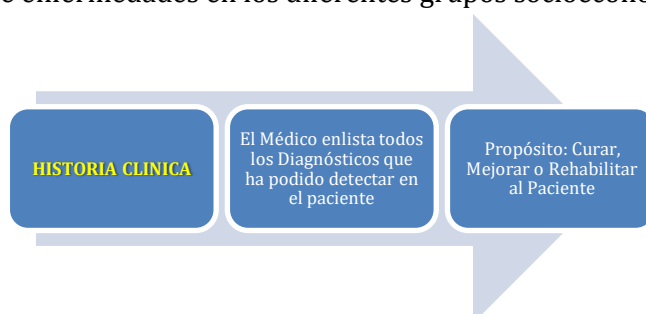 enfermedades en los diferentes grupos
HISTORIA CLINICA
El Médico enlista todos
los Diagnósticos que
ha podido detectar en
el paciente
Propósito: Curar,
Mejorar o Rehabilitar
al Paciente